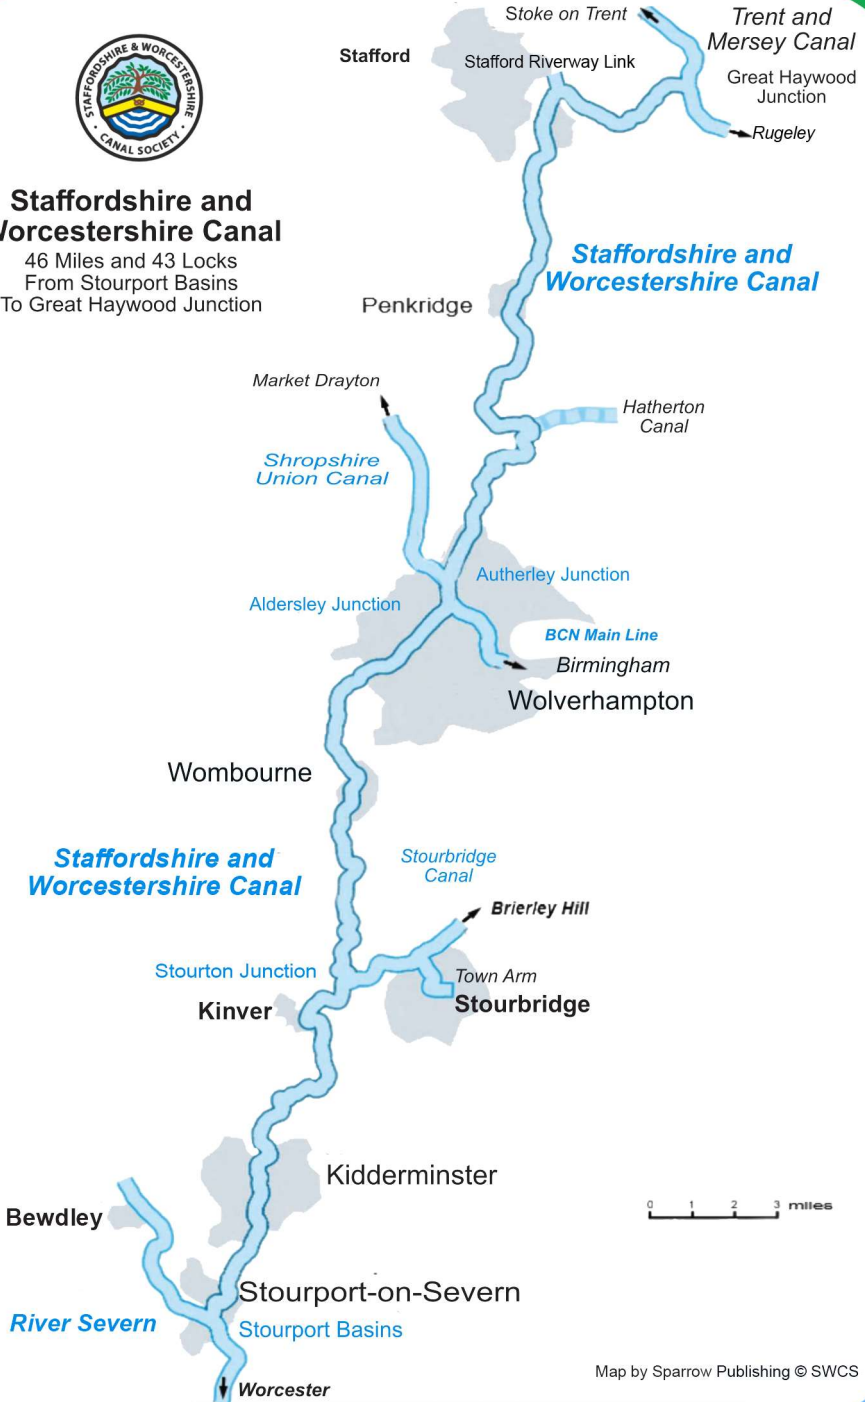 Stoke on Trent
Trent and
Mersey Canal
Stafford
Stafford Riverway Link
Great Haywood
Junction
Rugeley
STAFFORDSHIRE & WORCESTERSHIRE
• CANAL SOCIETY •
Staffordshire and
Worcestershire Canal
46 Miles and 43 Locks
From Stourport Basins
To Great Haywood Junction
Staffordshire and
Worcestershire Canal
Penkridge
Market Drayton
Hatherton
Canal
Shropshire
Union Canal
Autherley Junction
Aldersley Junction
BCN Main Line
Birmingham
Wolverhampton
Wombourne
Staffordshire and
Worcestershire Canal
Stourbridge
Canal
Brierley Hill
Stourton Junction
Town Arm
Stourbridge
Kinver
Kidderminster
Bewdley
0 1 2 3 miles
Stourport-on-Severn
River Severn
Stourport Basins
Map by Sparrow Publishing © SWCS
Worcester